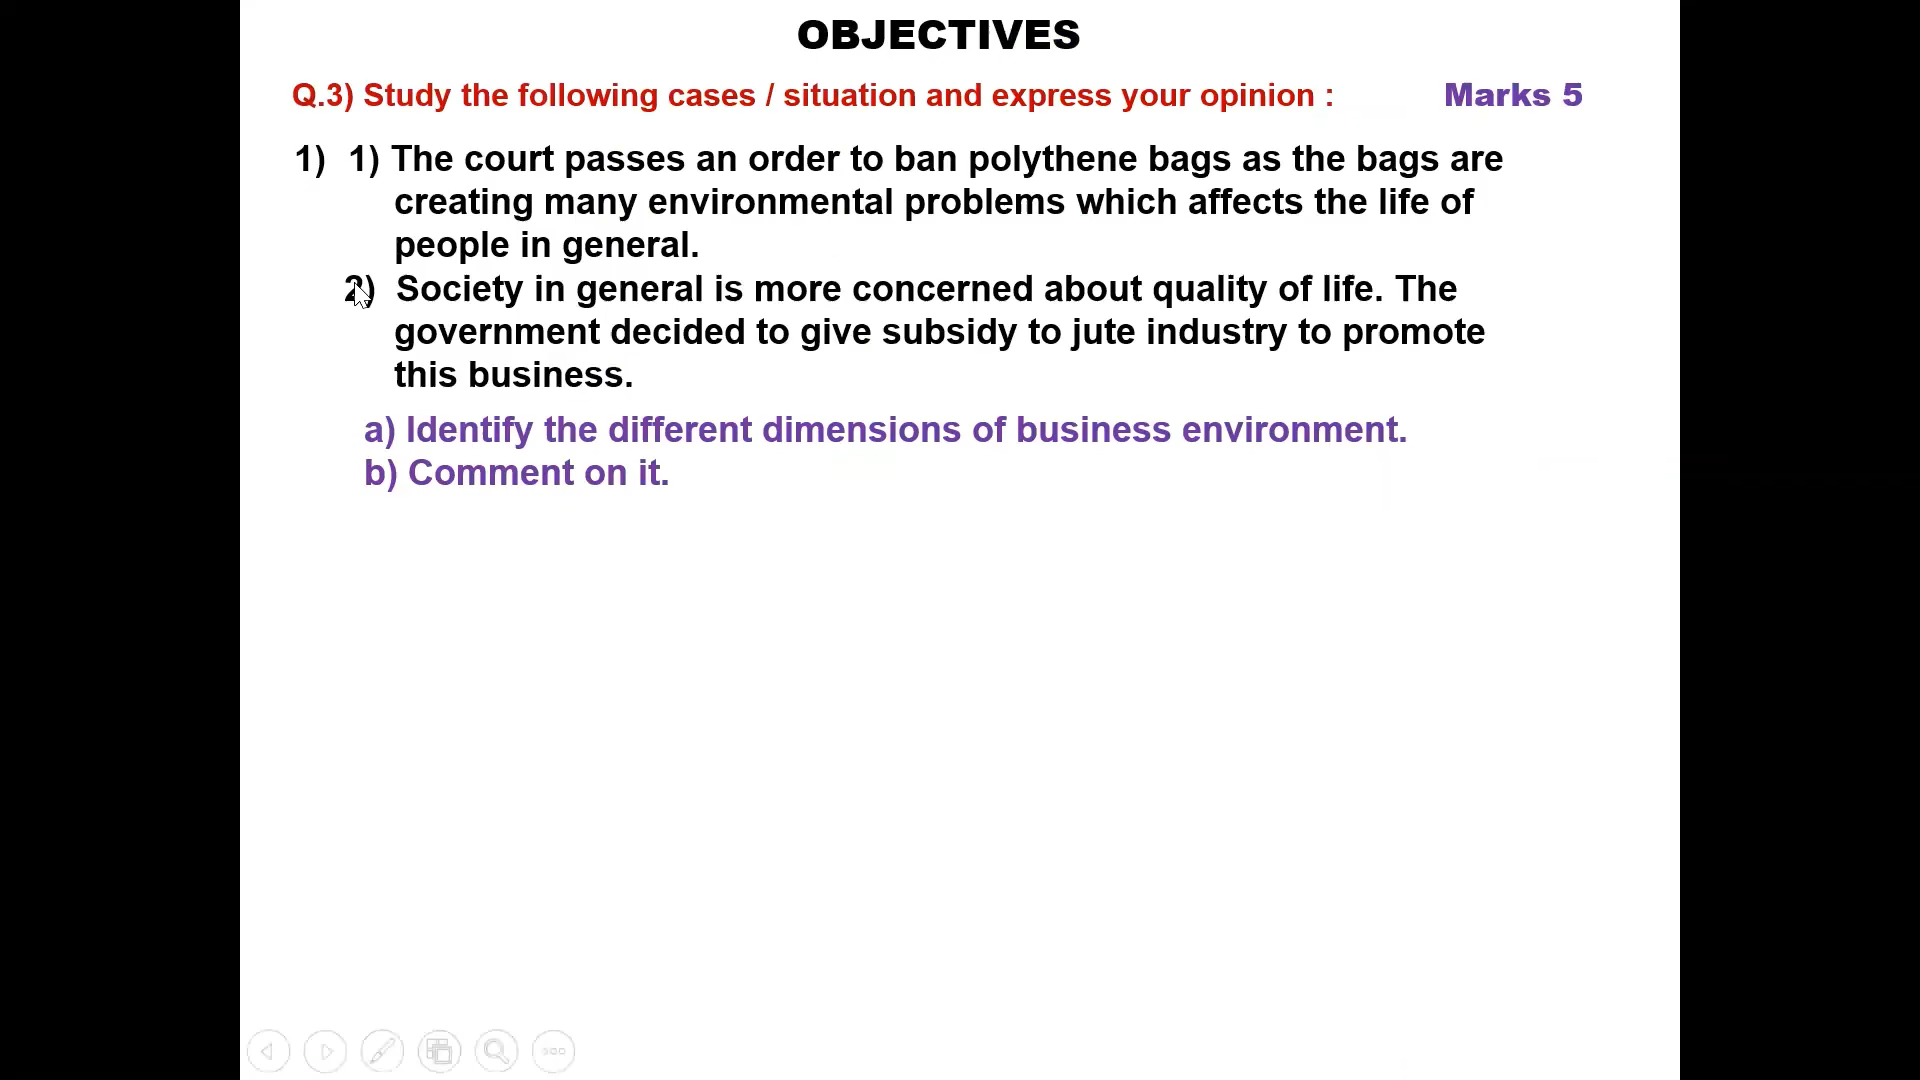 OBJECTIVES
Q.3) Study the following cases / situation and express your opinion : Marks 5
1) 1) The court passes an order to ban polythene bags as the bags are
creating many environmental problems which affects the life of
people in general.
2) Society in general is more concerned about quality of life. The
government decided to give subsidy to jute industry to promote
this business.
a) Identify the different dimensions of business environment.
b) Comment on it.